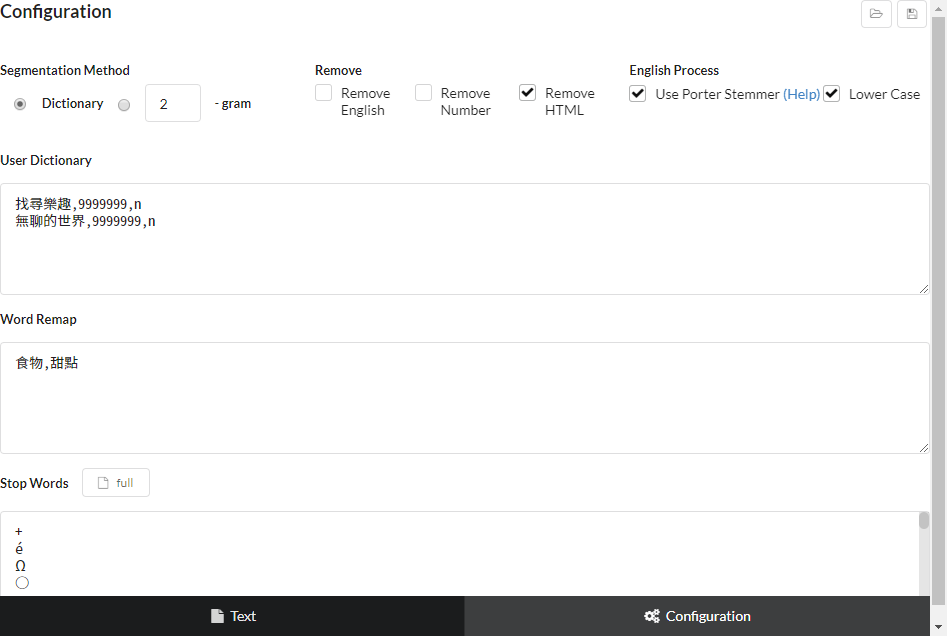 Configuration
Segmentation Method
Remove
English Process
Dictionary
2
- gram
Remove English
Remove Number
Remove HTML
Use Porter Stemmer (Help)
Lower Case
User Dictionary
找尋樂趣,9999999,n
無聊的世界,9999999,n
Word Remap
食物,甜點
Stop Words
full
+
é
Ω
○
Text
Configuration